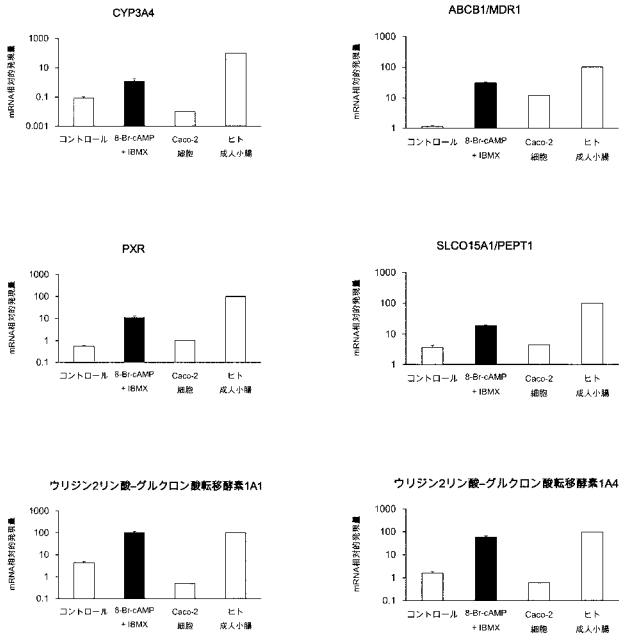 CYP3A4
mRNA相対的発現量
100
10
0.1
0.001
コントロール 8-Br-cAMP Caco-2 ヒト
+ IBMX 細胞 成人小腸
ABCB1/MDR1
mRNA相対的発現量
1000
100
10
1
コントロール 8-Br-cAMP Caco-2 ヒト
+ IBMX 細胞 成人小腸
PXR
mRNA相対的発現量
1000
100
10
1
0.1
コントロール 8-Br-cAMP Caco-2 ヒト
+ IBMX 細胞 成人小腸
SLCO15A1/PEPT1
mRNA相対的発現量
1000
100
10
1
コントロール 8-Br-cAMP Caco-2 ヒト
+ IBMX 細胞 成人小腸
ウリジン2リン酸–グルクロン酸転移酵素1A1
mRNA相対的発現量
1000
100
10
1
0.1
コントロール 8-Br-cAMP Caco-2 ヒト
+ IBMX 細胞 成人小腸
ウリジン2リン酸–グルクロン酸転移酵素1A4
mRNA相対的発現量
1000
100
10
1
0.1
コントロール 8-Br-cAMP Caco-2 ヒト
+ IBMX 細胞 成人小腸